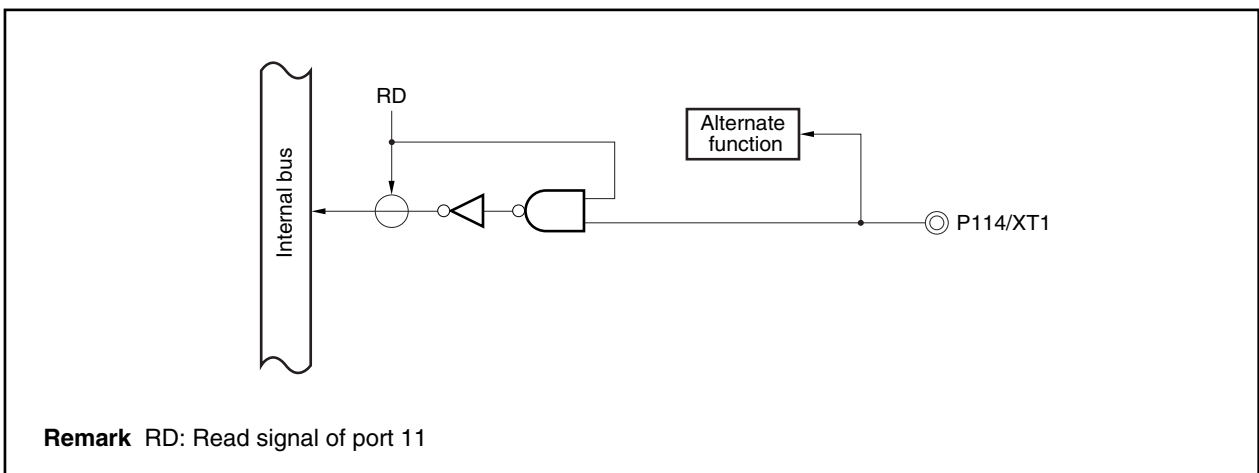 RD
Alternate
function
Internal bus
P114/XT1
Remark RD: Read signal of port 11